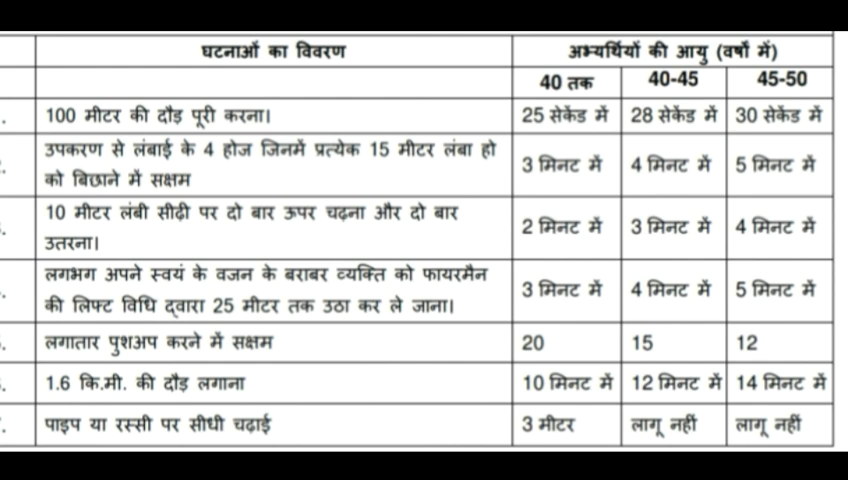 घटनाओं का विवरण अभ्यर्थियों की आयु (वर्षों में)
40 तक 40-45 45-50
100 मीटर की दौड़ पूरी करना। 25 सेकेंड में 28 सेकेंड में 30 सेकेंड में
उपकरण से लंबाई के 4 होज जिनमें प्रत्येक 15 मीटर लंबा हो
को बिछाने में सक्षम 3 मिनट में 4 मिनट में 5 मिनट में
10 मीटर लंबी सीढ़ी पर दो बार ऊपर चढ़ना और दो बार
उतरना। 2 मिनट में 3 मिनट में 4 मिनट में
लगभग अपने स्वयं के वजन के बराबर व्यक्ति को फायरमैन
की लिफ्ट विधि द्वारा 25 मीटर तक उठा कर ले जाना। 3 मिनट में 4 मिनट में 5 मिनट में
लगातार पुशअप करने में सक्षम 20 15 12
1.6 कि.मी. की दौड़ लगाना 10 मिनट में 12 मिनट में 14 मिनट में
पाइप या रस्सी पर सीधी चढ़ाई 3 मीटर लागू नहीं लागू नहीं